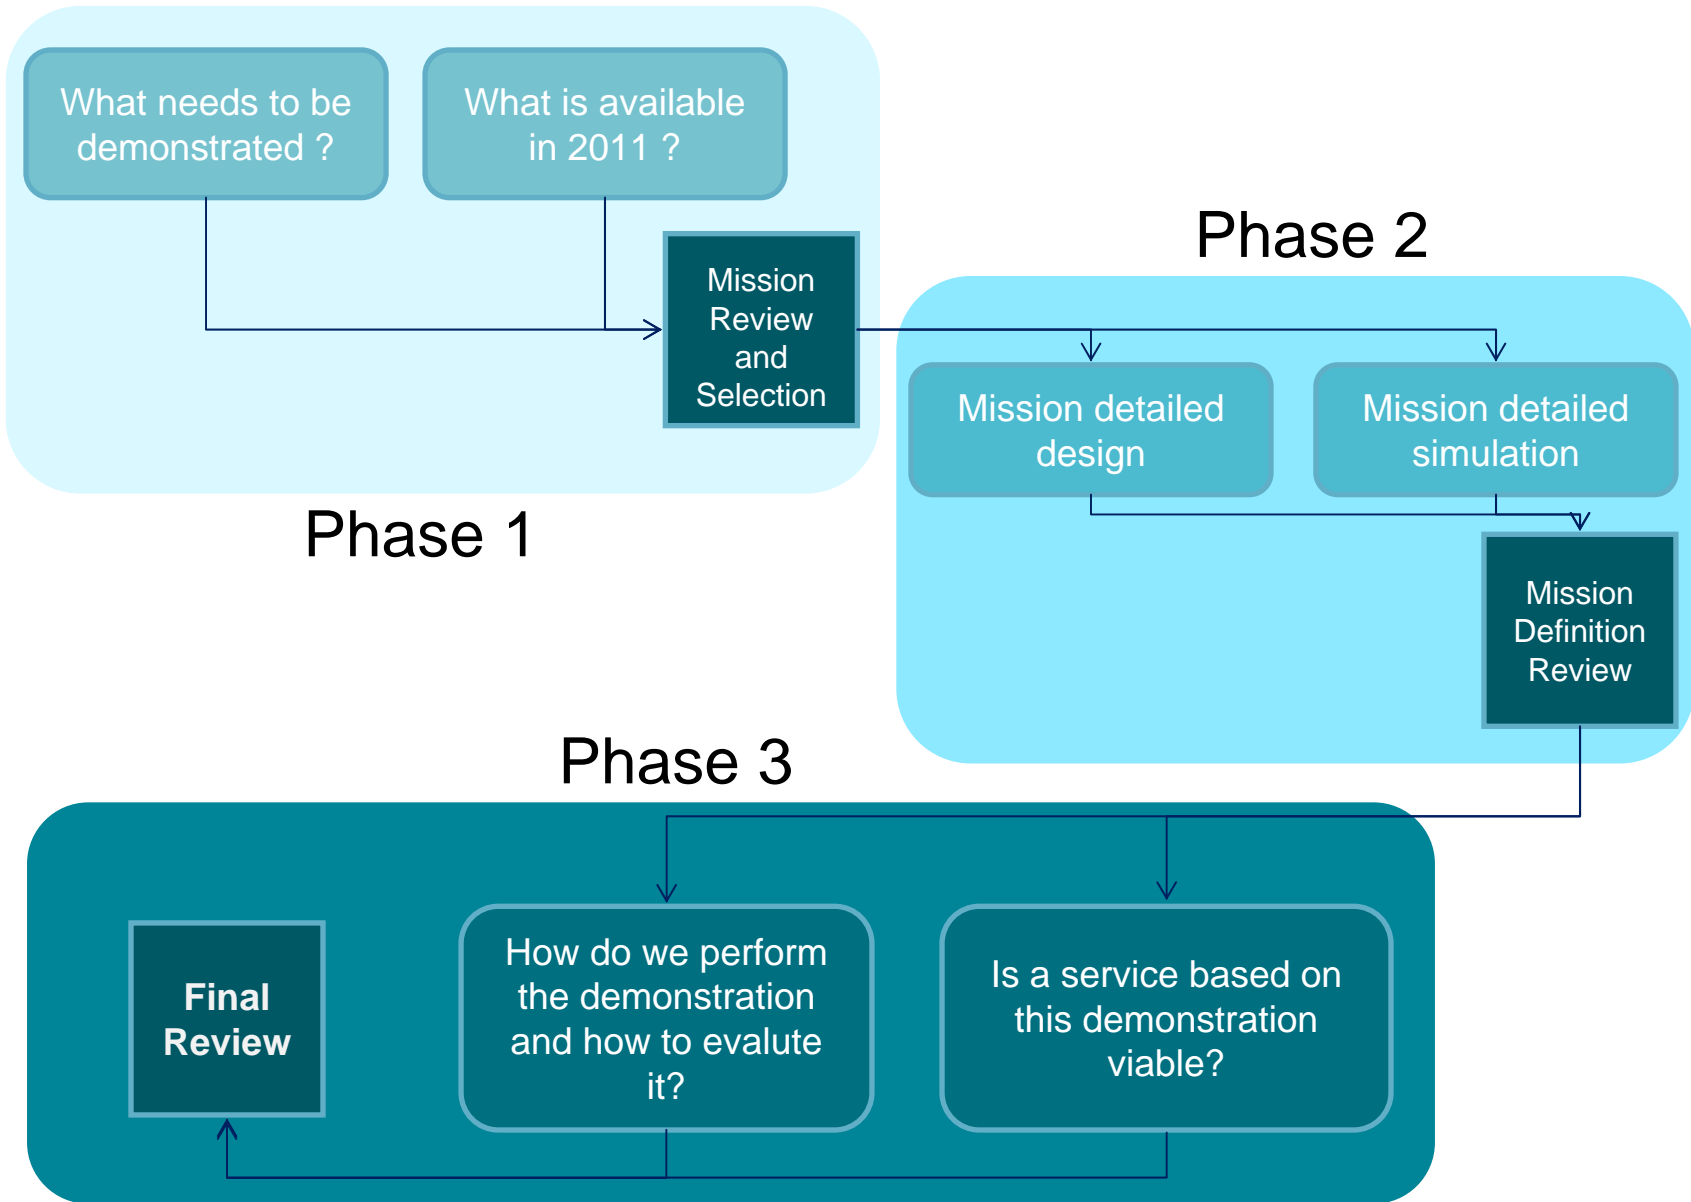 What needs to be
demonstrated ?
What is available
in 2011 ?
Mission
Review
and
Selection
Phase 1
Phase 2
Mission detailed
design
Mission detailed
simulation
Mission
Definition
Review
Phase 3
Final
Review
How do we perform
the demonstration
and how to evalute
it?
Is a service based on
this demonstration
viable?